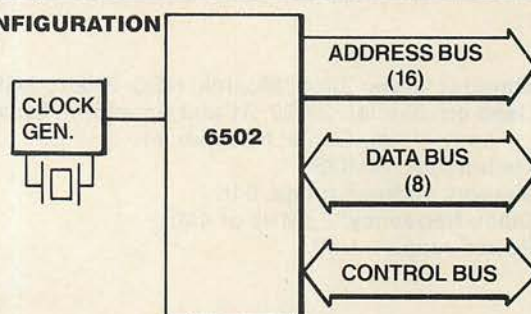 NFIGURATION
ADDRESS BUS
(16)
CLOCK
GEN.
6502
DATA BUS
(8)
CONTROL BUS